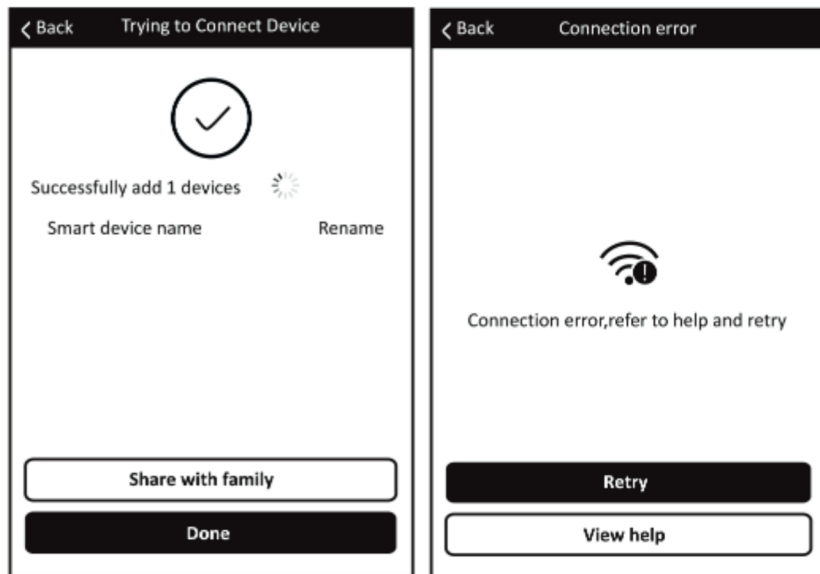 Back Trying to Connect Device
Successfully add 1 devices
Smart device name Rename
Share with family
Done
Back Connection error
Connection error,refer to help and retry
Retry
View help